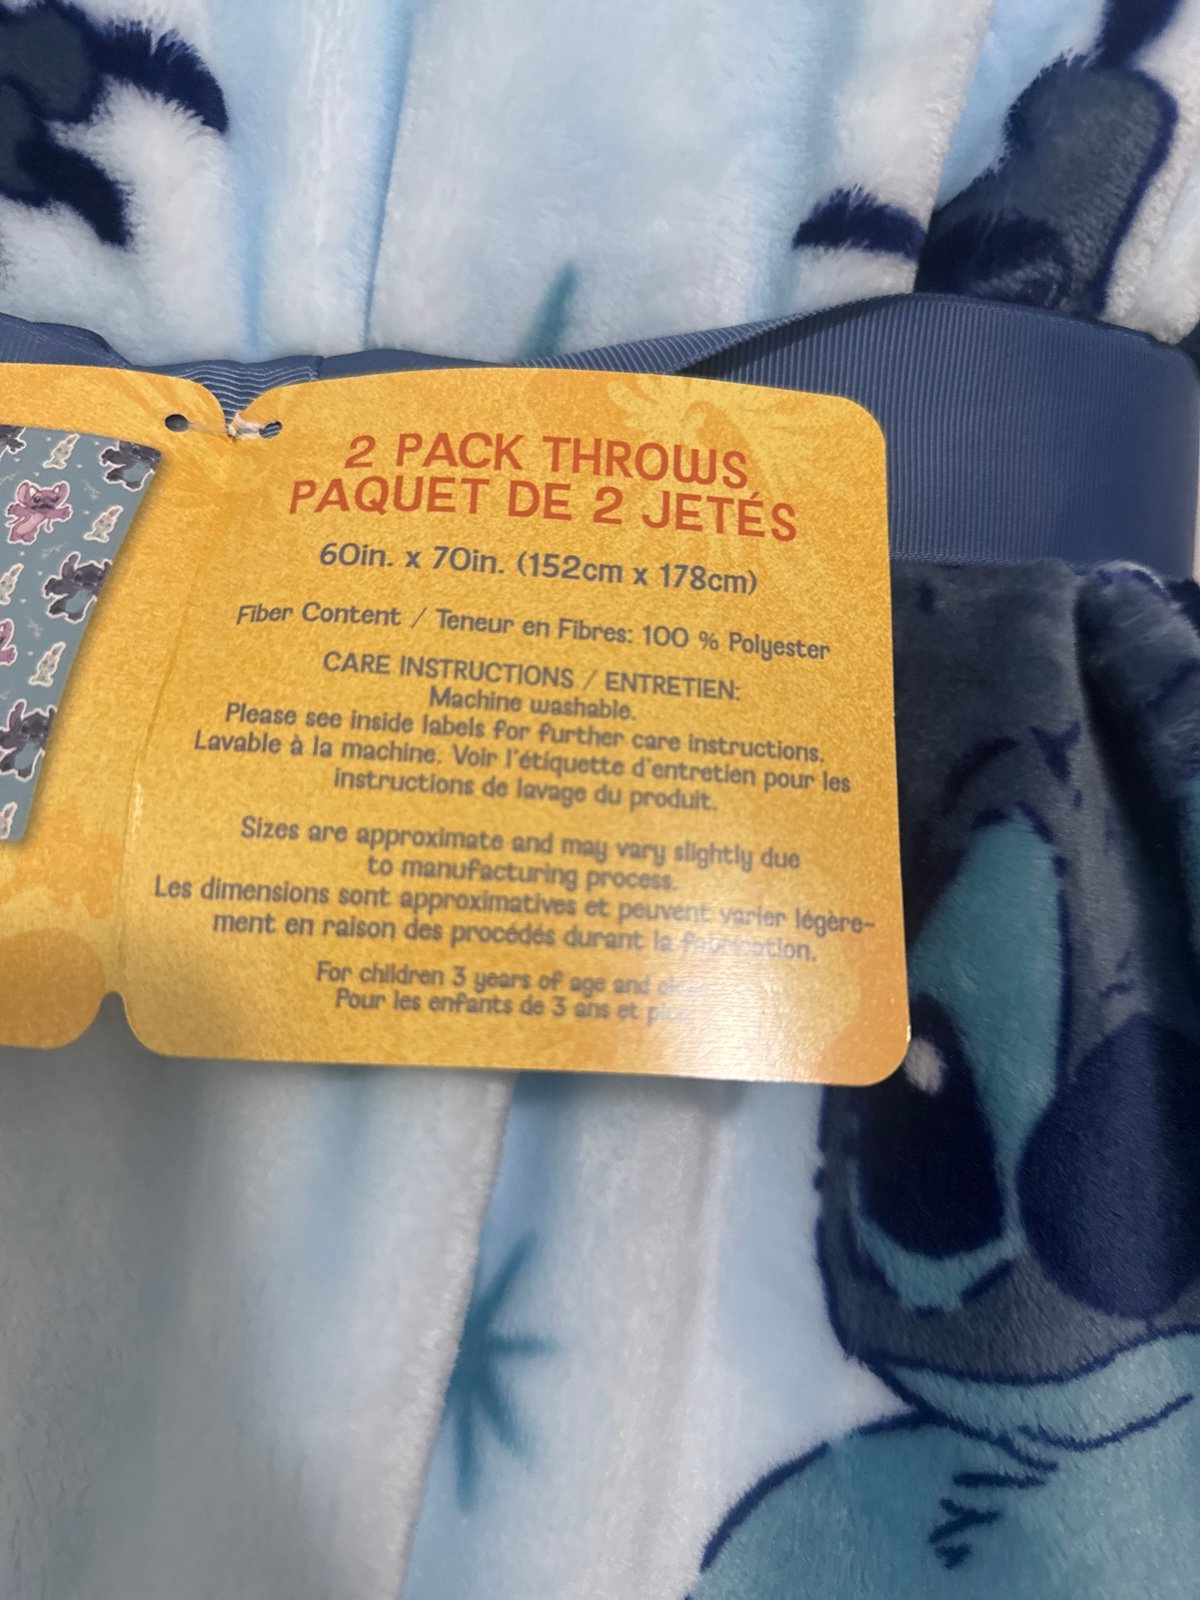 2 PACK THROWS
PAQUET DE 2 JETÉS
60in. x 70in. (152cm x 178cm)
Fiber Content / Teneur en Fibres: 100 % Polyester
CARE INSTRUCTIONS / ENTRETIEN:
Machine washable.
Please see inside labels for further care instructions.
Lavable à la machine. Voir l'étiquette d'entretien pour les
instructions de lavage du produit.
Sizes are approximate and may vary slightly due
to manufacturing process.
Les dimensions sont approximatives et peuvent varier légère-
ment en raison des procédés durant la fabrication.
For children 3 years of age and
Pour les enfants de 3 ans et